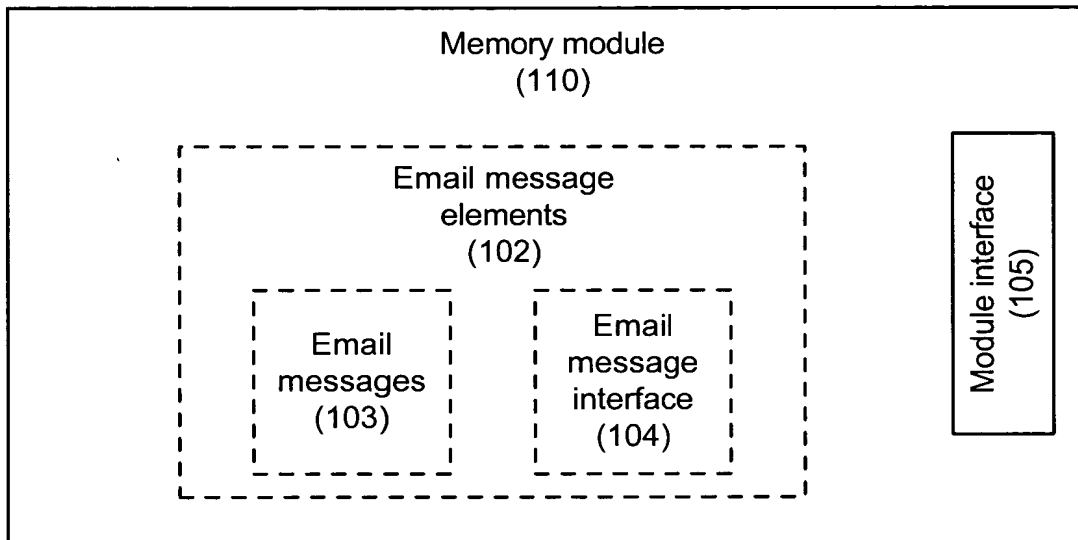 Memory module
(110)
Email message
elements
(102)
Email
messages
(103)
Email
message
interface
(104)
Module interface
(105)